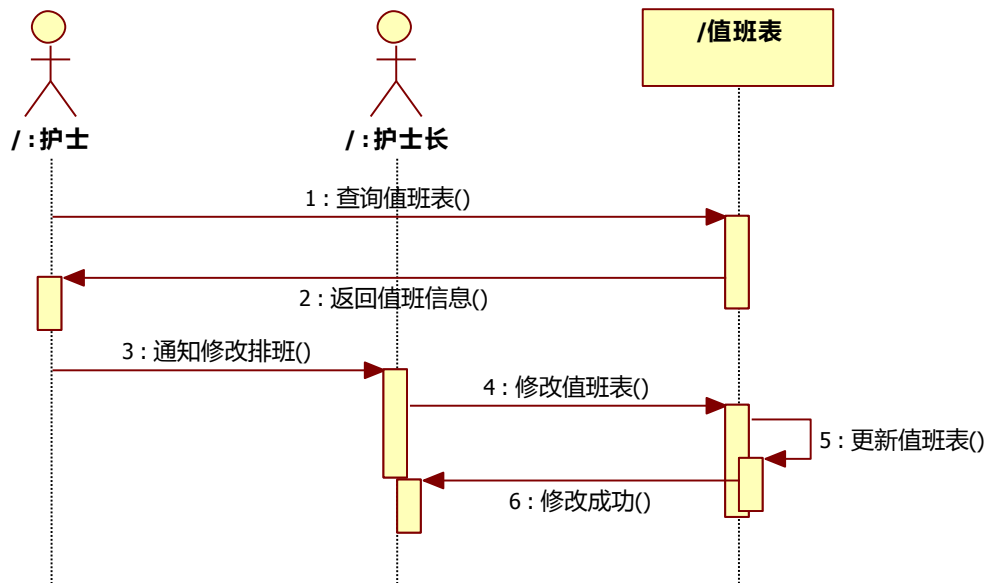 / : 护士
/ : 护士长
/值班表
1 : 查询值班表()
2 : 返回值班信息()
3 : 通知修改排班()
4 : 修改值班表()
5 : 更新值班表()
6 : 修改成功()